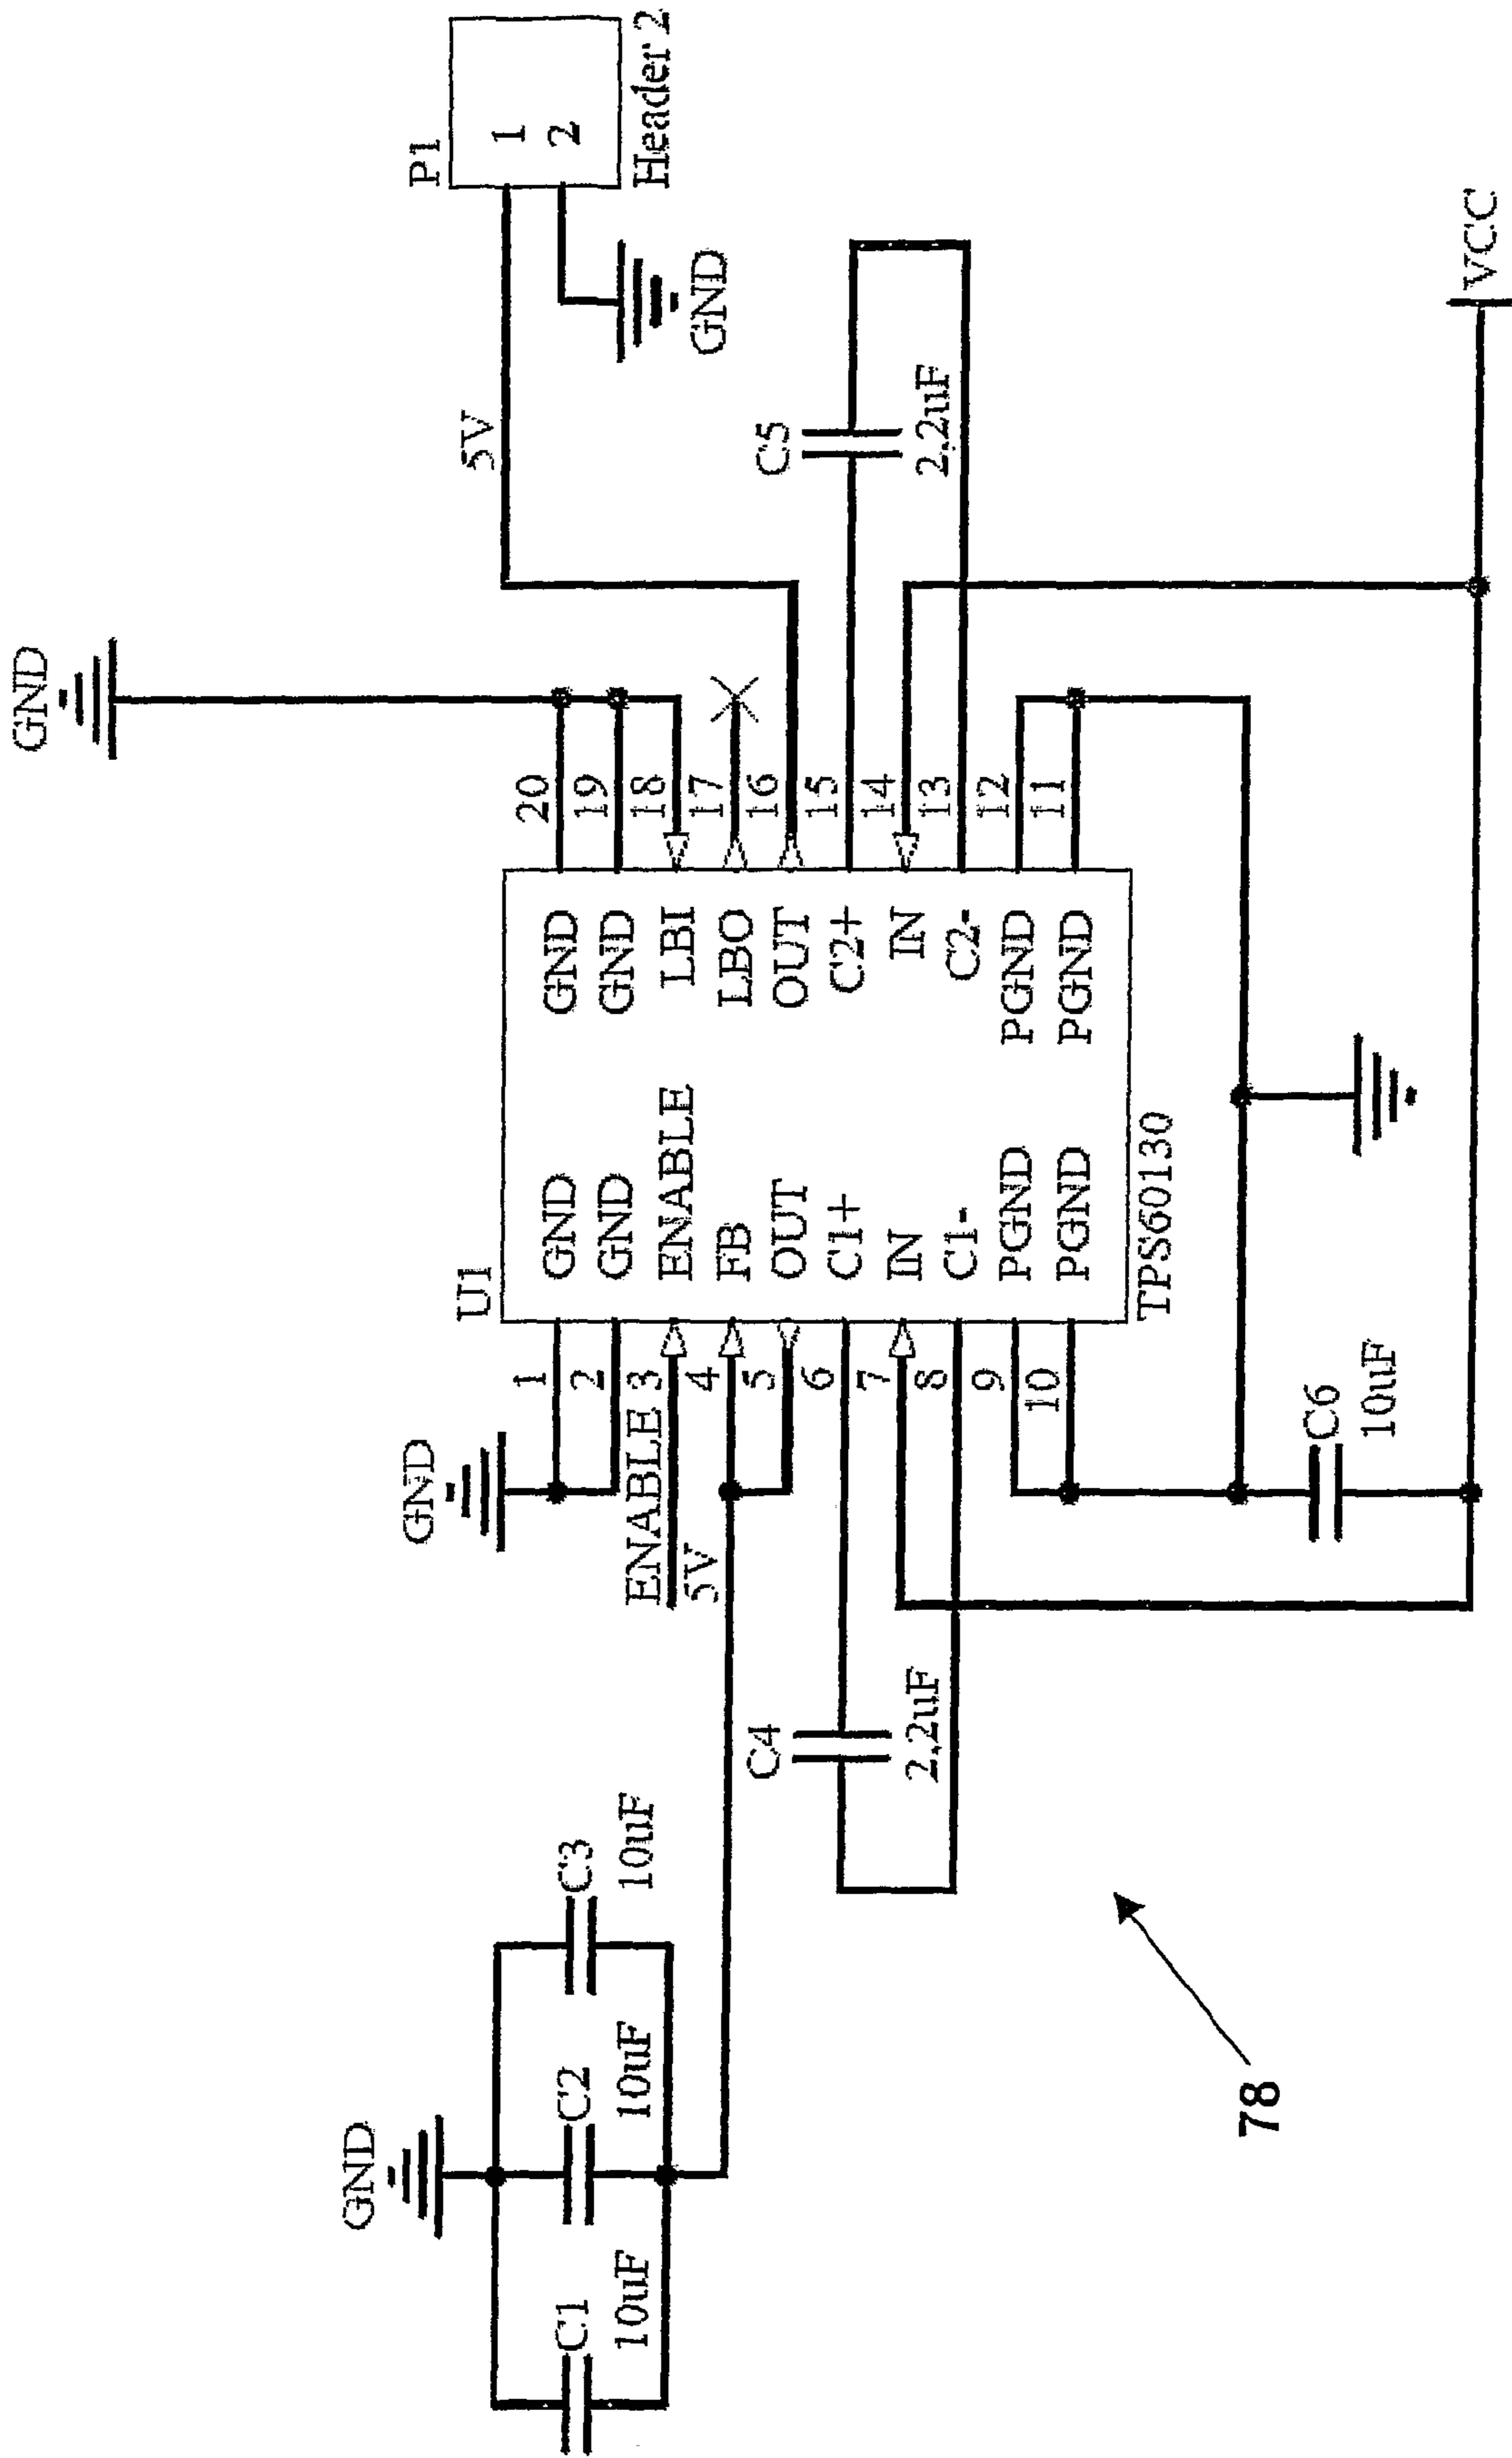 GND
GND
C1
10uF
C2
10uF
C3
10uF
GND
U1
P1
1
2
Header 2
5V
GND
1
2
ENABLE 3
5V
4
5
6
7
8
9
10
GND
GND
ENABLE
FB
OUT
C1+
IN
C1-
PGND
PGND
GND
GND
LBI
LBO
OUT
C2+
IN
C2-
PGND
PGND
20
19
18
17
16
15
14
13
12
11
TPS60130
C4
2.2uF
C5
2.2uF
C6
10uF
VCC
78